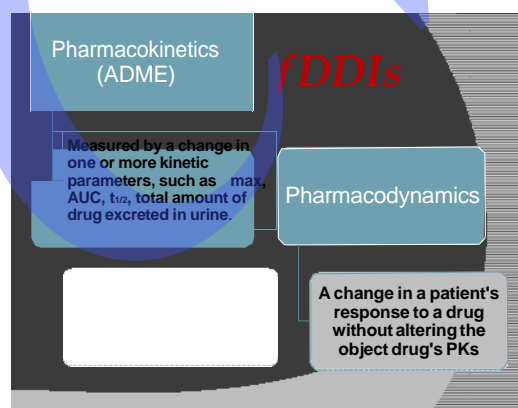 Pharmacokinetics
(ADME)
fDDIs
Measured by a change in
one or more kinetic
parameters, such as max,
AUC, t1/2, total amount of
drug excreted in urine.
Pharmacodynamics
A change in a patient's
response to a drug
without altering the
object drug's PKs